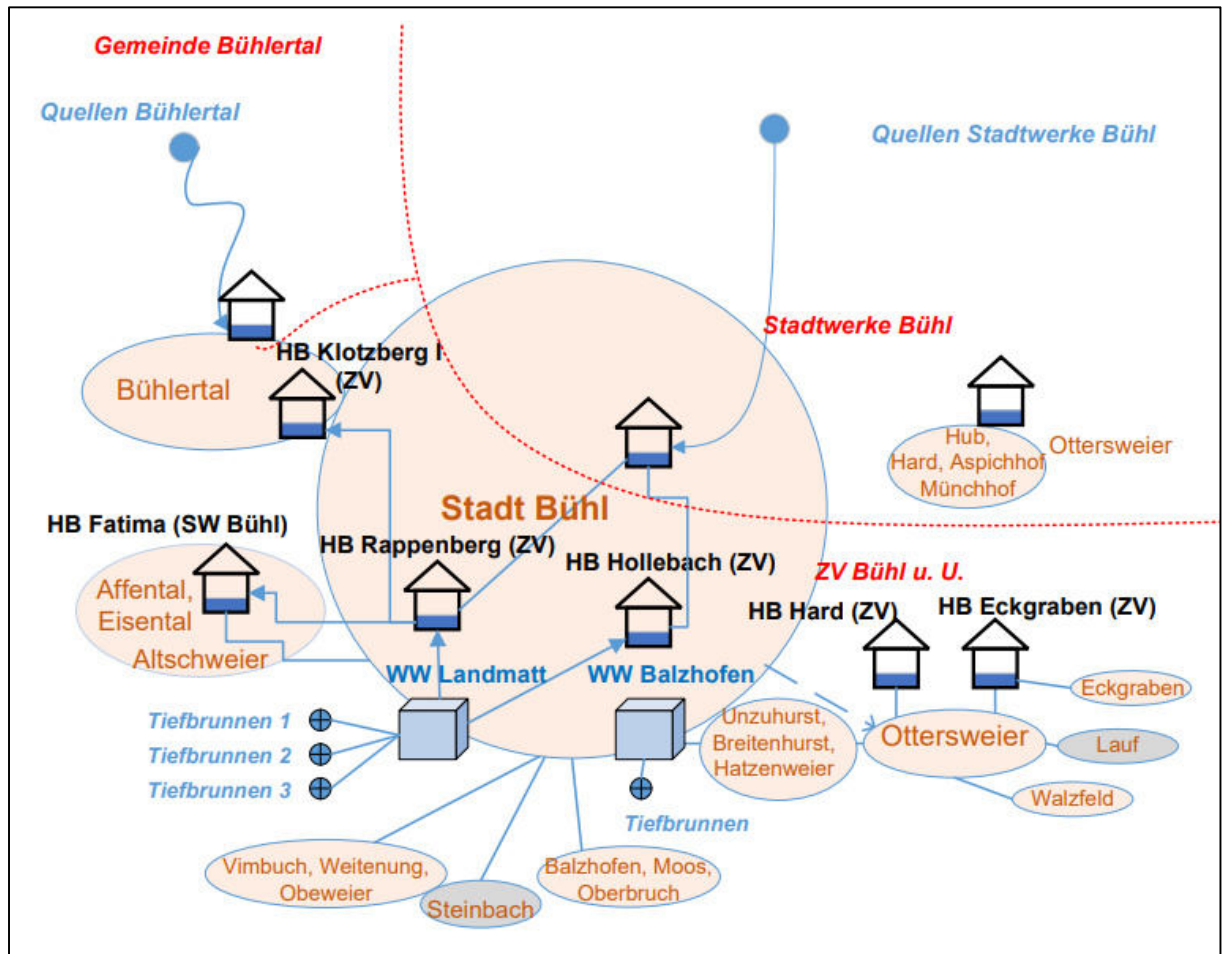 Gemeinde Bühlertal
Quellen Bühlertal
Quellen Stadtwerke Bühl
Stadtwerke Bühl
HB Klotzberg I
(ZV)
Bühlertal
Hub,
Hard, Aspichhof
Münchhof
Ottersweier
Stadt Bühl
HB Fatima (SW Bühl)
HB Rappenberg (ZV)
HB Hollebach (ZV)
ZV Bühl u. U.
HB Hard (ZV)
HB Eckgraben (ZV)
Affental,
Eisental
Altschweier
WW Landmatt
WW Balzhofen
Eckgraben
Tiefbrunnen 1
Tiefbrunnen 2
Tiefbrunnen 3
Unzuhurst,
Breitenhurst,
Hatzenweier
Ottersweier
Lauf
Walzfeld
Tiefbrunnen
Vimbuch, Weitenung,
Obeweier
Steinbach
Balzhofen, Moos,
Oberbruch